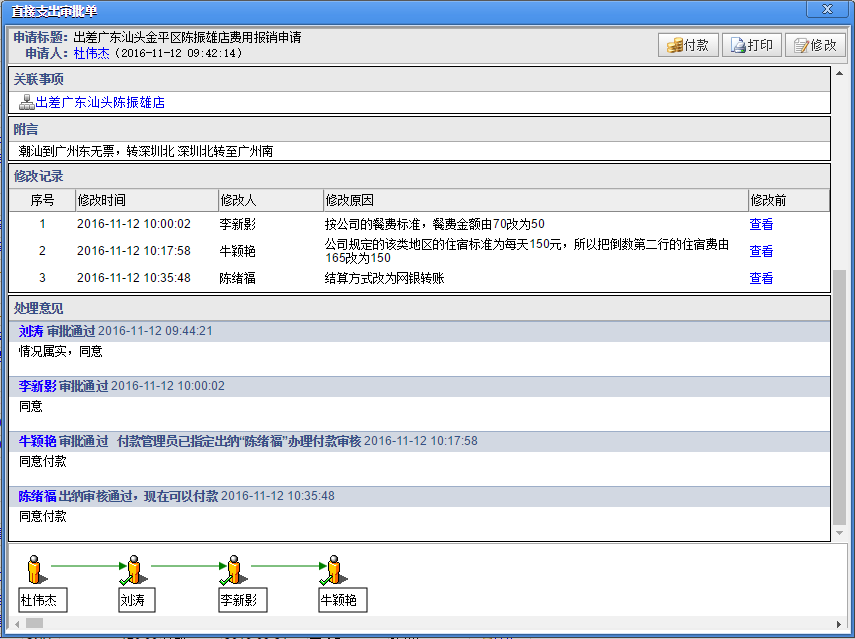 直接支出审批单
X
申请标题：出差广东汕头金平区陈振雄店费用报销申请
申请人：杜伟杰（2016-11-12 09:42:14）
付款 打印 修改
关联事项
出差广东汕头陈振雄店
附言
潮汕到广州东无票，转深圳北 深圳北转至广州南
修改记录
序号 修改时间 修改人 修改原因 修改前
1 2016-11-12 10:00:02 李新影 按公司的餐费标准，餐费金额由70改为50 查看
2 2016-11-12 10:17:58 牛颖艳 公司规定的该类地区的住宿标准为每天150元，所以把倒数第二行的住宿费由
165改为150 查看
3 2016-11-12 10:35:48 陈绪福 结算方式改为网银转账 查看
处理意见
刘涛 审批通过 2016-11-12 09:44:21
情况属实，同意
李新影 审批通过 2016-11-12 10:00:02
同意
牛颖艳 审批通过 付款管理员已指定出纳“陈绪福”办理付款审核 2016-11-12 10:17:58
同意付款
陈绪福 出纳审核通过，现在可以付款 2016-11-12 10:35:48
同意付款
杜伟杰 刘涛 李新影 牛颖艳